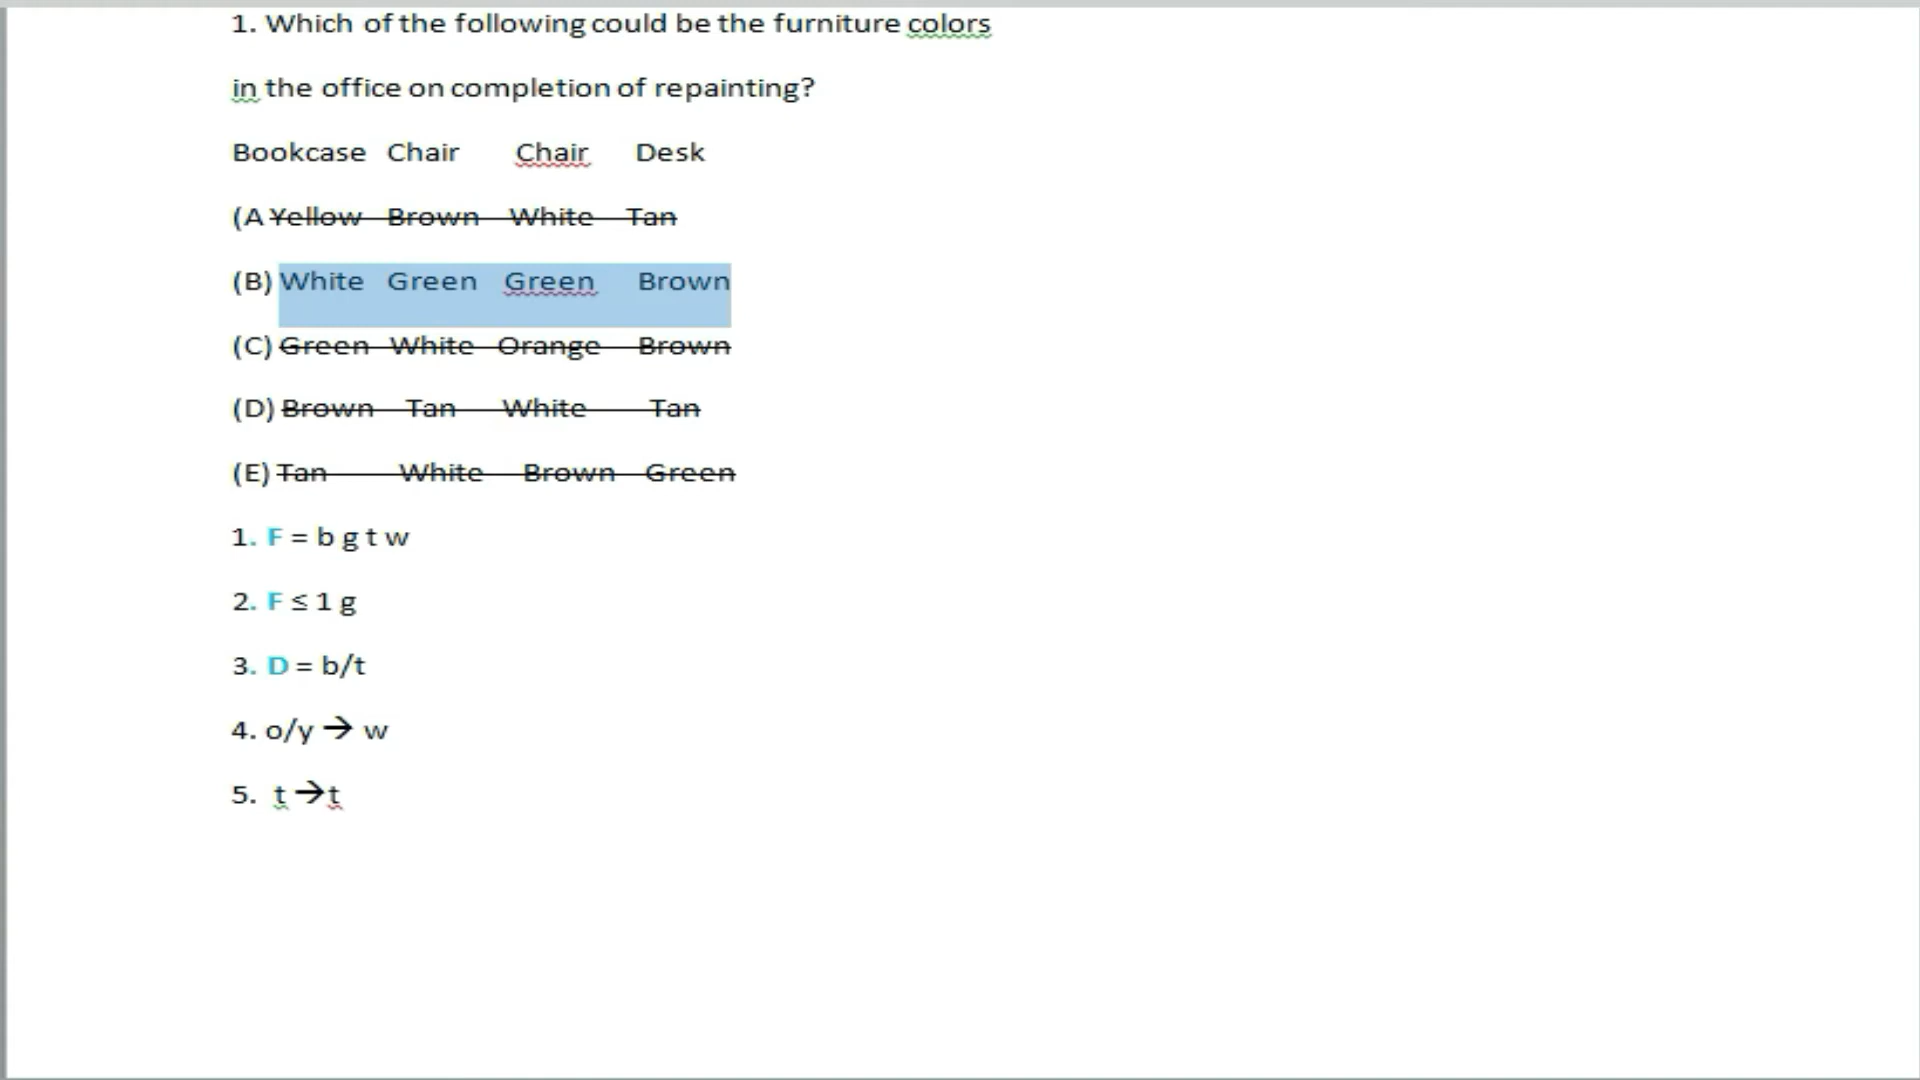 1. Which of the following could be the furniture colors
in the office on completion of repainting?
Bookcase Chair Chair Desk
(A Yellow Brown White Tan
(B) White Green Green Brown
(C) Green White Orange Brown
(D) Brown Tan White Tan
(E) Tan White Brown Green
1. F = b g t w
2. F ≤ 1 g
3. D = b/t
4. o/y → w
5. t → t